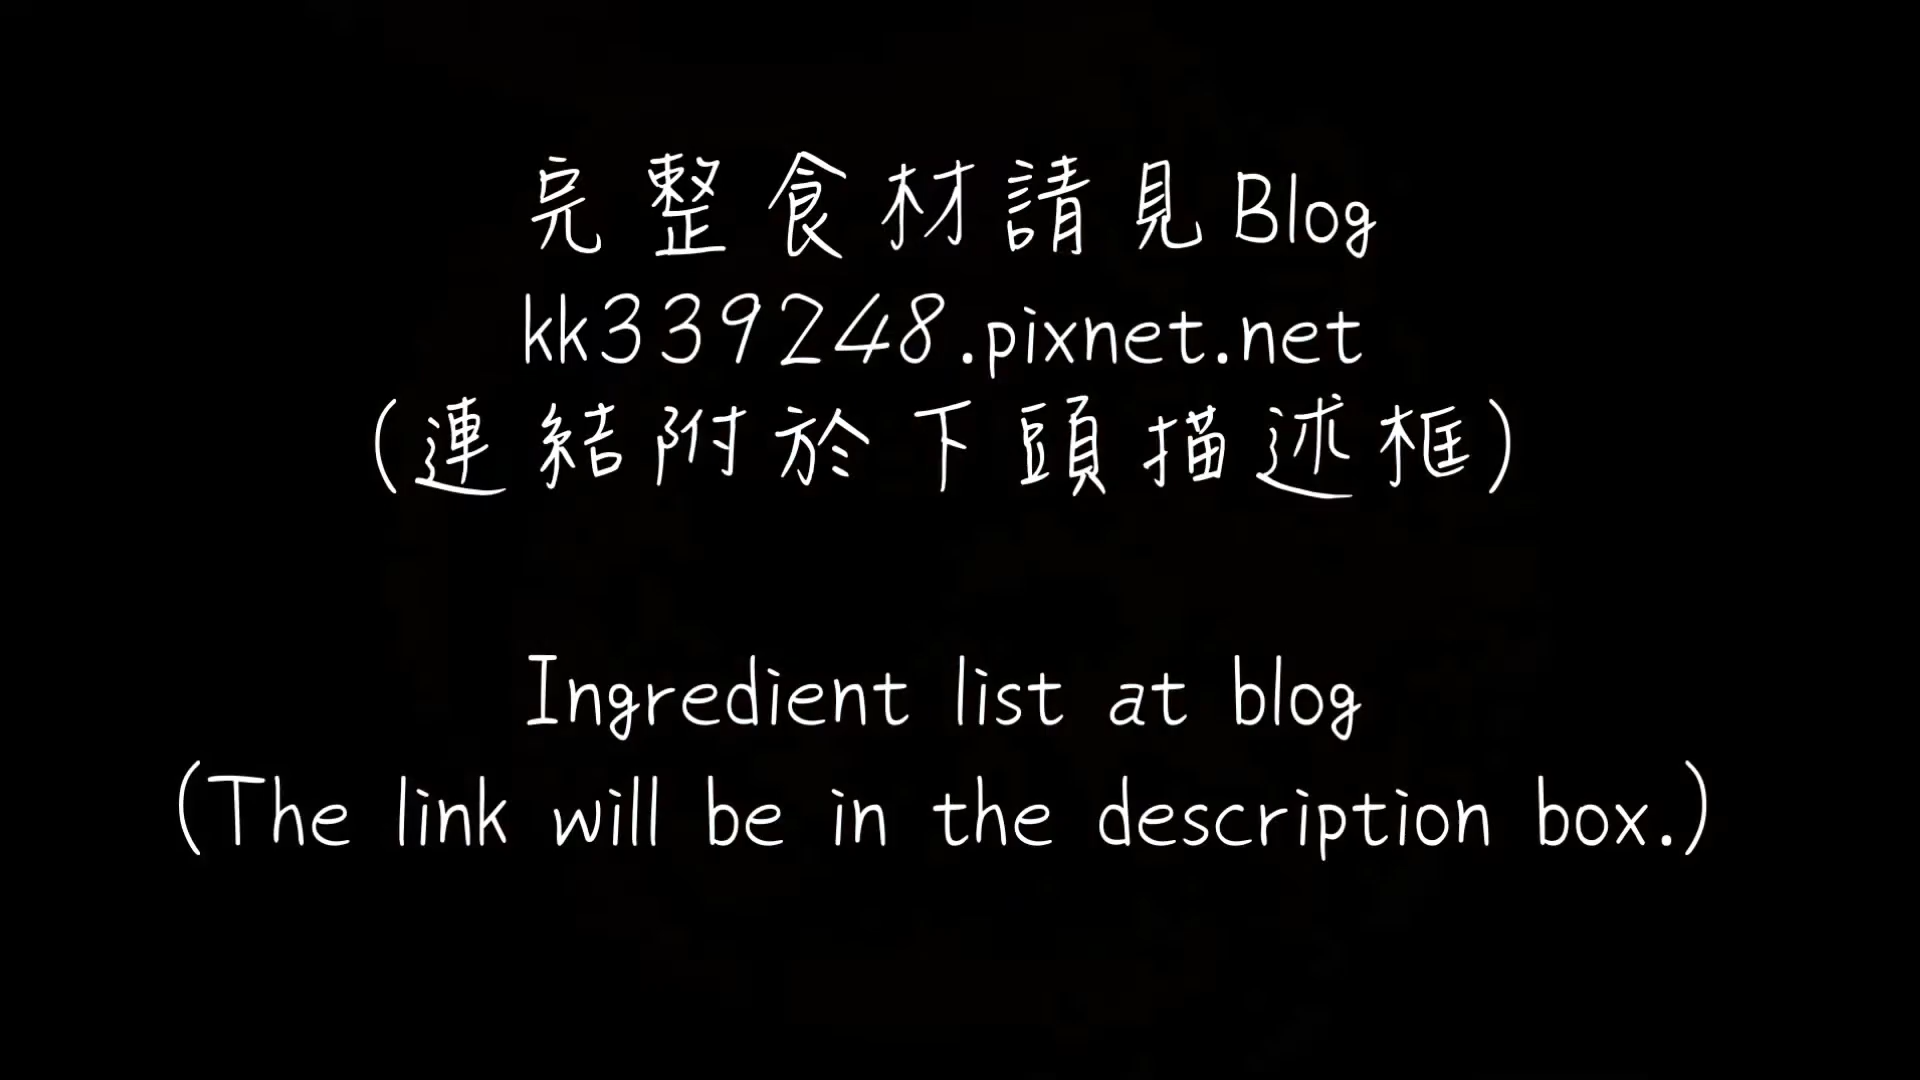 完整食材請見Blog
kk339248.pixnet.net
(連結附於下頭描述框)
Ingredient list at blog
(The link will be in the description box.)